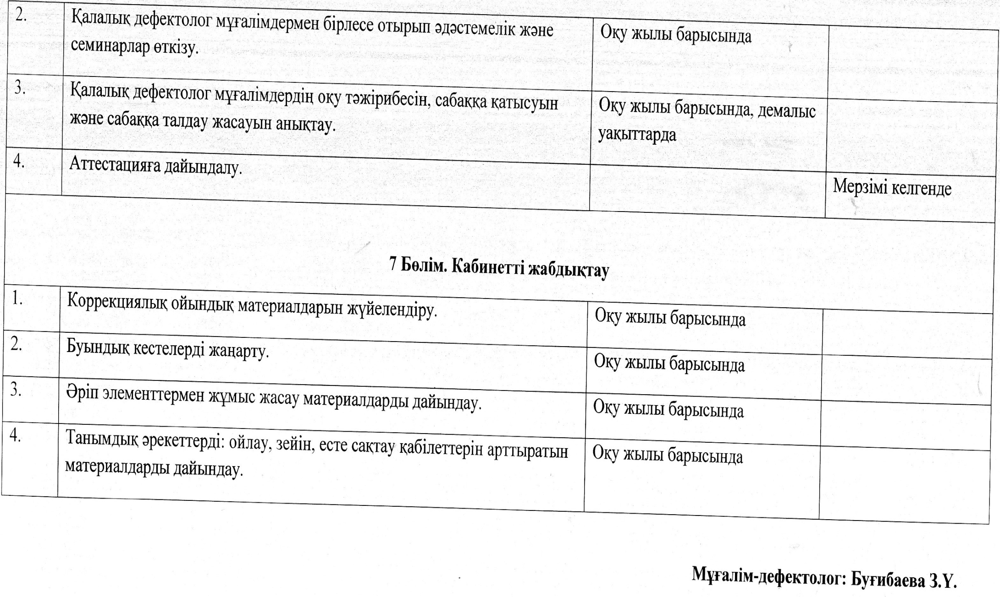 2.
Қалалық дефектолог мұғалімдермен бірлесе отырып әдәстемелік және
семинарлар өткізу.
Оқу жылы барысында
3.
Қалалық дефектолог мұғалімдердің оқу тәжірибесін, сабаққа қатысуын
және сабаққа талдау жасауын анықтау.
Оқу жылы барысында, демалыс
уақыттарда
4.
Аттестацияға дайындалу.
Мерзімі келгенде
7 Бөлім. Кабинетті жабдықтау
1.
Коррекциялық ойындық материалдарын жүйелендіру.
Оқу жылы барысында
2.
Буындық кестелерді жаңарту.
Оқу жылы барысында
3.
Әріп элементтермен жұмыс жасау материалдарды дайындау.
Оқу жылы барысында
4.
Танымдық әрекеттерді: ойлау, зейін, есте сақтау қабілеттерін арттыратын
материалдарды дайындау.
Оқу жылы барысында
Мұғалім-дефектолог: Буғибаева З.Ү.